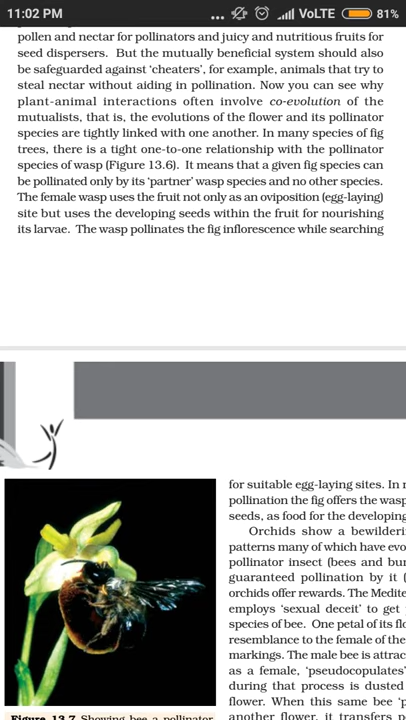 11:02 PM ... VoLTE 81%
pollen and nectar for pollinators and juicy and nutritious fruits for
seed dispersers. But the mutually beneficial system should also
be safeguarded against ‘cheaters’, for example, animals that try to
steal nectar without aiding in pollination. Now you can see why
plant-animal interactions often involve co-evolution of the
mutualists, that is, the evolutions of the flower and its pollinator
species are tightly linked with one another. In many species of fig
trees, there is a tight one-to-one relationship with the pollinator
species of wasp (Figure 13.6). It means that a given fig species can
be pollinated only by its ‘partner’ wasp species and no other species.
The female wasp uses the fruit not only as an oviposition (egg-laying)
site but uses the developing seeds within the fruit for nourishing
its larvae. The wasp pollinates the fig inflorescence while searching
for suitable egg-laying sites. In r
pollination the fig offers the wasp
seeds, as food for the developing
Orchids show a bewilderi
patterns many of which have evo
pollinator insect (bees and bu
guaranteed pollination by it (
orchids offer rewards. The Medite
employs ‘sexual deceit’ to get
species of bee. One petal of its flo
resemblance to the female of the
markings. The male bee is attrac
as a female, ‘pseudocopulates’
during that process is dusted
flower. When this same bee ‘p
another flower, it transfers p
Figure 13.7 Showing bee a pollinator